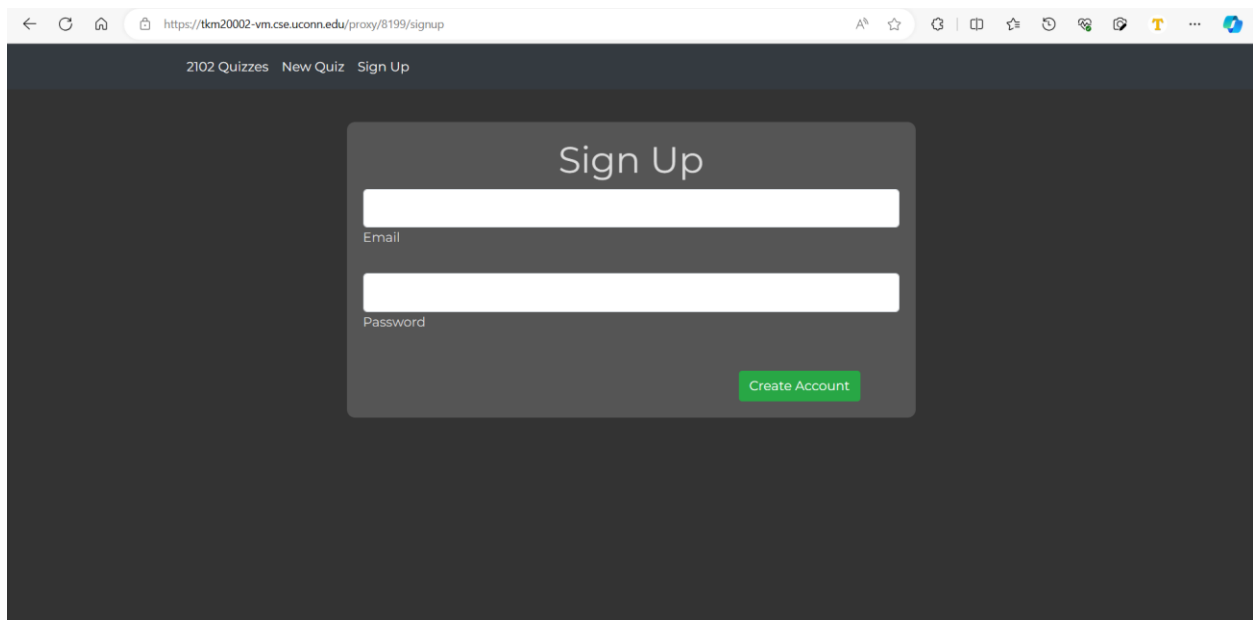 https://tkm20002-vm.cse.uconn.edu/proxy/8199/signup
2102 Quizzes New Quiz Sign Up
Sign Up
Email
Password
Create Account